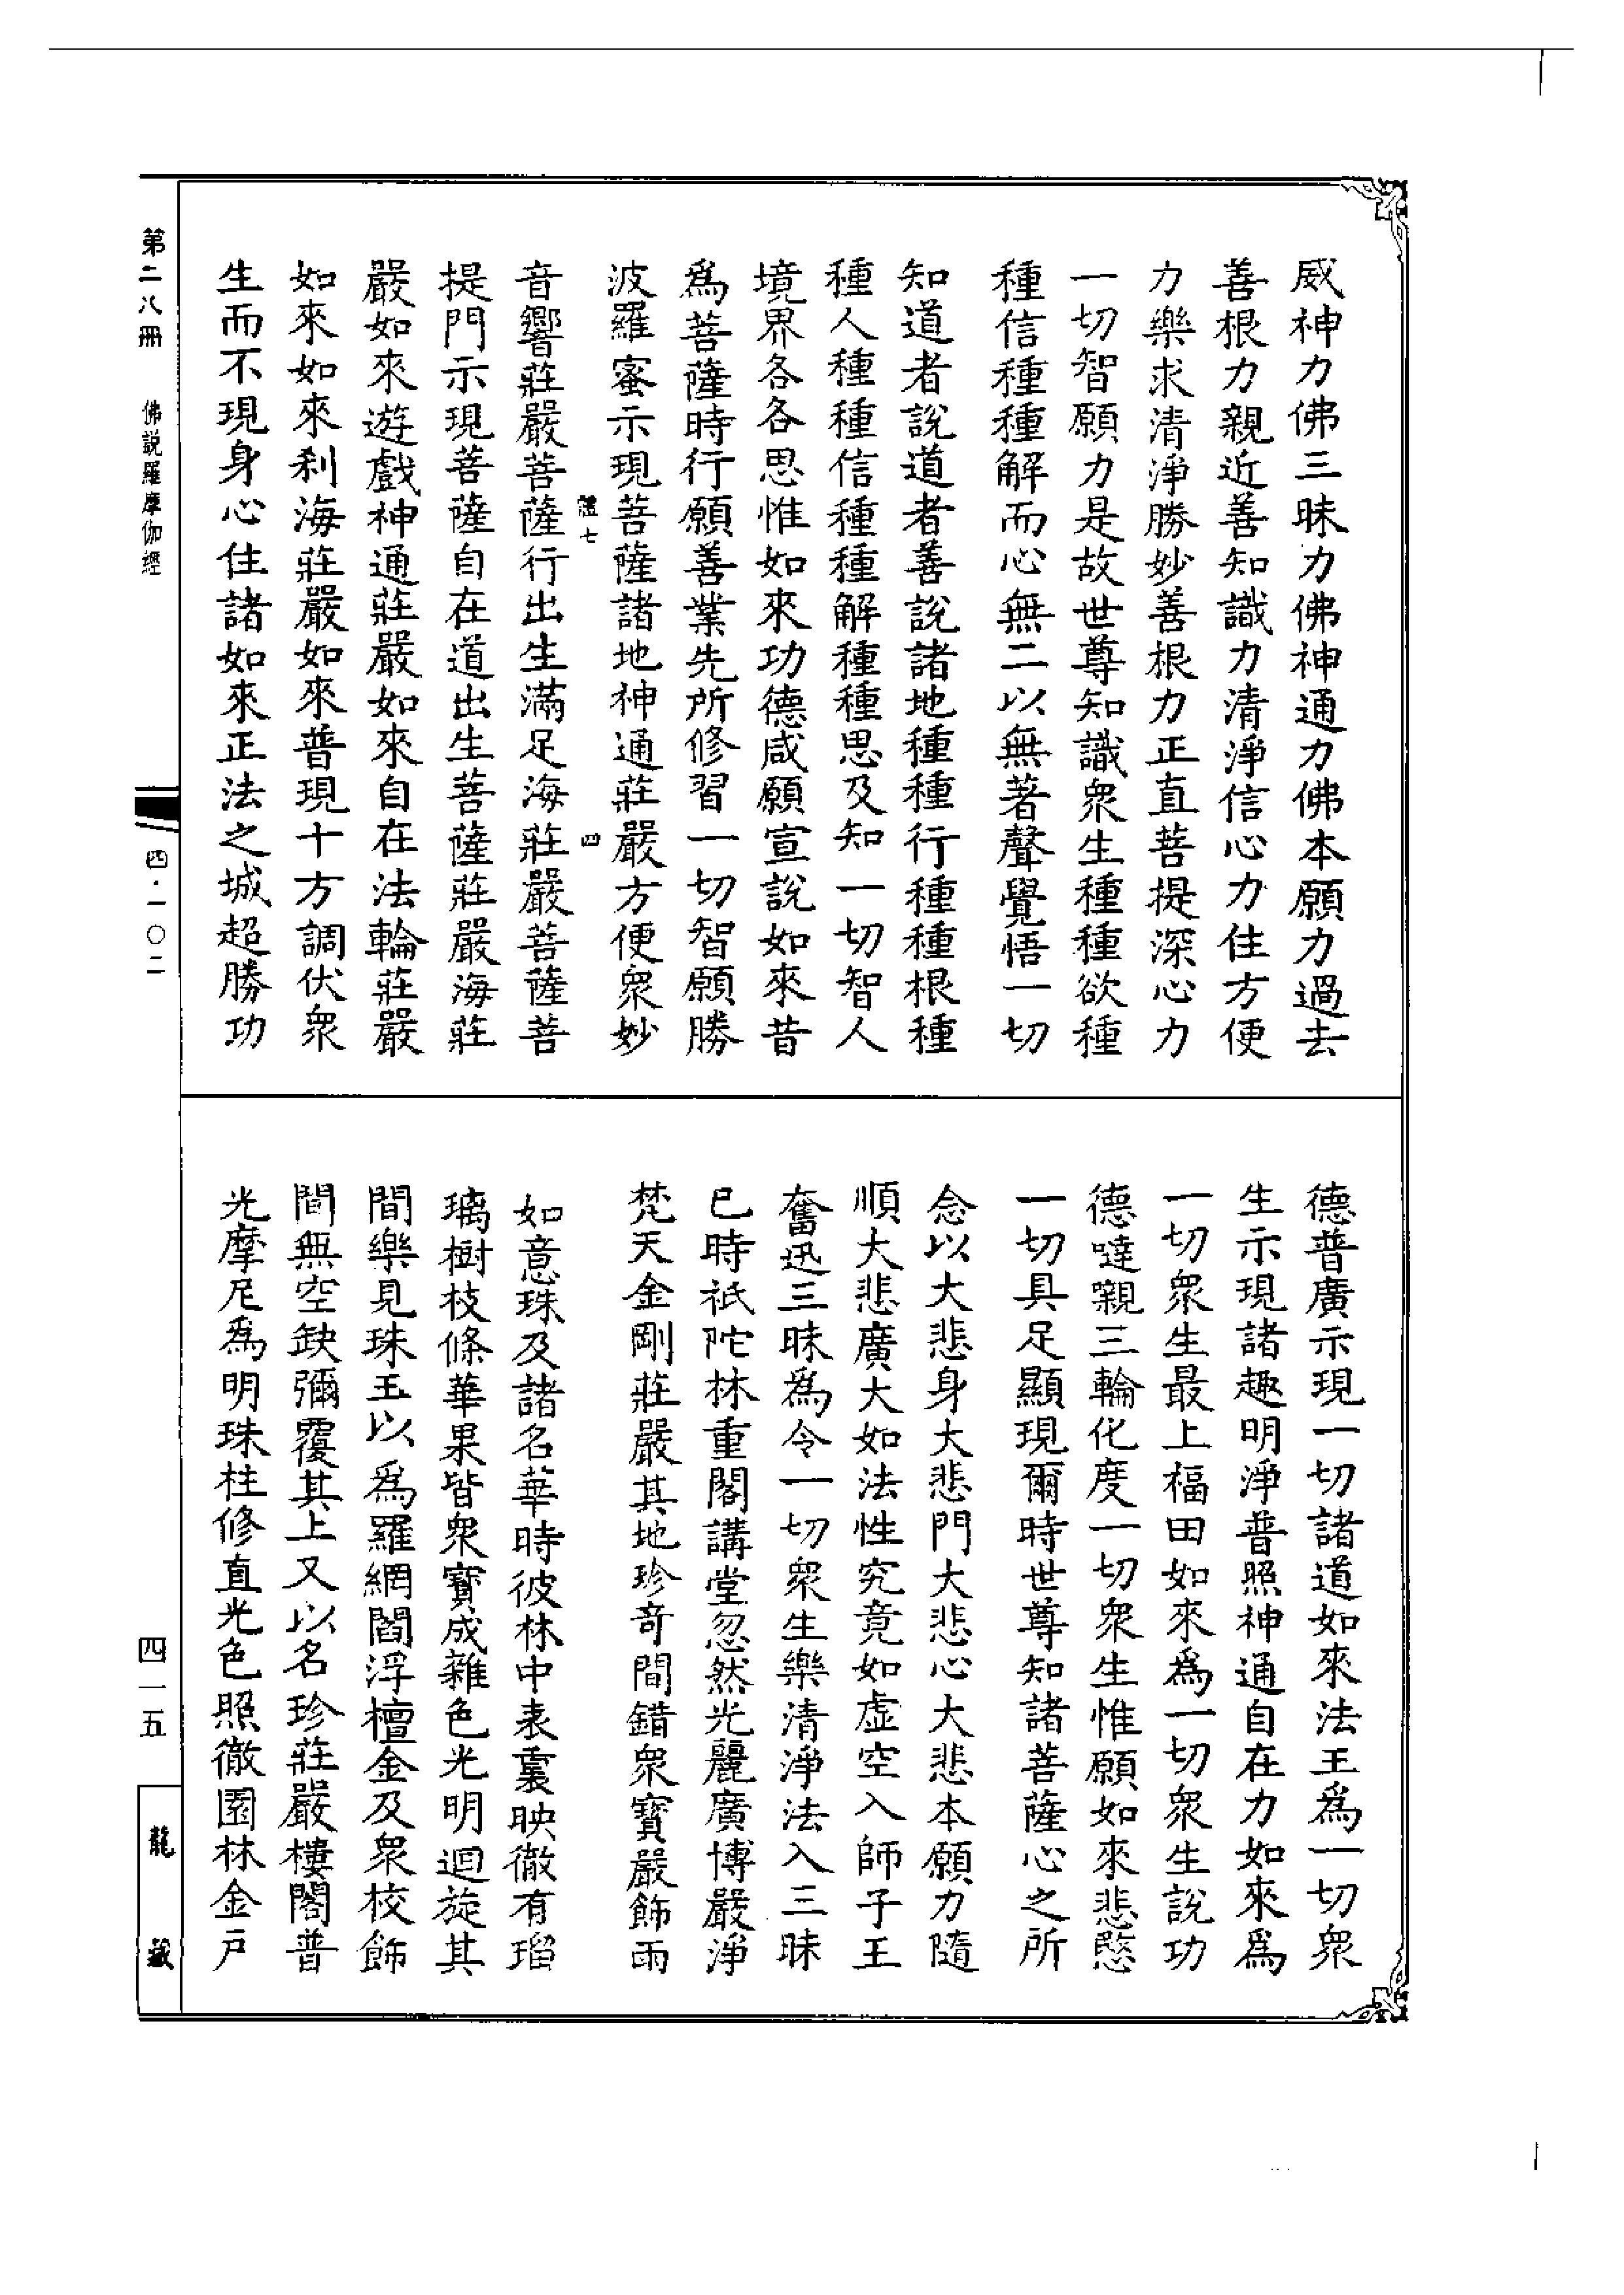 威神力佛三昧力佛神通力佛本願力過去
善根力親近善知識力清淨信心力住方便
力樂求清淨勝妙善根力正直菩提深心力
一切智願力是故世尊知識衆生種種欲種
種信種種解而心無二以無著聲覺悟一切
知道者說道者善說諸地種種行種種根種
種人種種信種種解種種思及知一切智人
境界各各思惟如來功德咸願宣說如來昔
爲菩薩時行願善業先所修習一切智願勝
波羅蜜示現菩薩諸地神通莊嚴方便衆妙
體七 四
音響莊嚴菩薩行出生滿足海莊嚴菩薩菩
提門示現菩薩自在道出生菩薩莊嚴海莊
嚴如來遊戲神通莊嚴如來自在法輪莊嚴
如來如來刹海莊嚴如來普現十方調伏衆
生而不現身心住諸如來正法之城超勝功
德普廣示現一切諸道如來法王爲一切衆
生示現諸趣明淨普照神通自在力如來爲
一切衆生最上福田如來爲一切衆生說功
德噠嚫三輪化度一切衆生惟願如來悲愍
一切具足顯現爾時世尊知諸菩薩心之所
念以大悲身大悲門大悲心大悲本願力隨
順大悲廣大如法性究竟如虛空入師子王
奮迅三昧爲令一切衆生樂清淨法入三昧
已時祇陀林重閣講堂忽然光麗廣博嚴淨
梵天金剛莊嚴其地珍奇間錯衆寶嚴飾雨
如意珠及諸名華時彼林中表裏映徹有瑠
璃樹枝條華果皆衆寶成雜色光明迴旋其
間樂見珠王以爲羅網閻浮檀金及衆校飾
間無空缺彌覆其上又以名珍莊嚴樓閣普
光摩尼爲明珠柱修直光色照徹園林金戶
第二八冊 佛説羅摩伽經
四·一〇二
四一五
龍藏